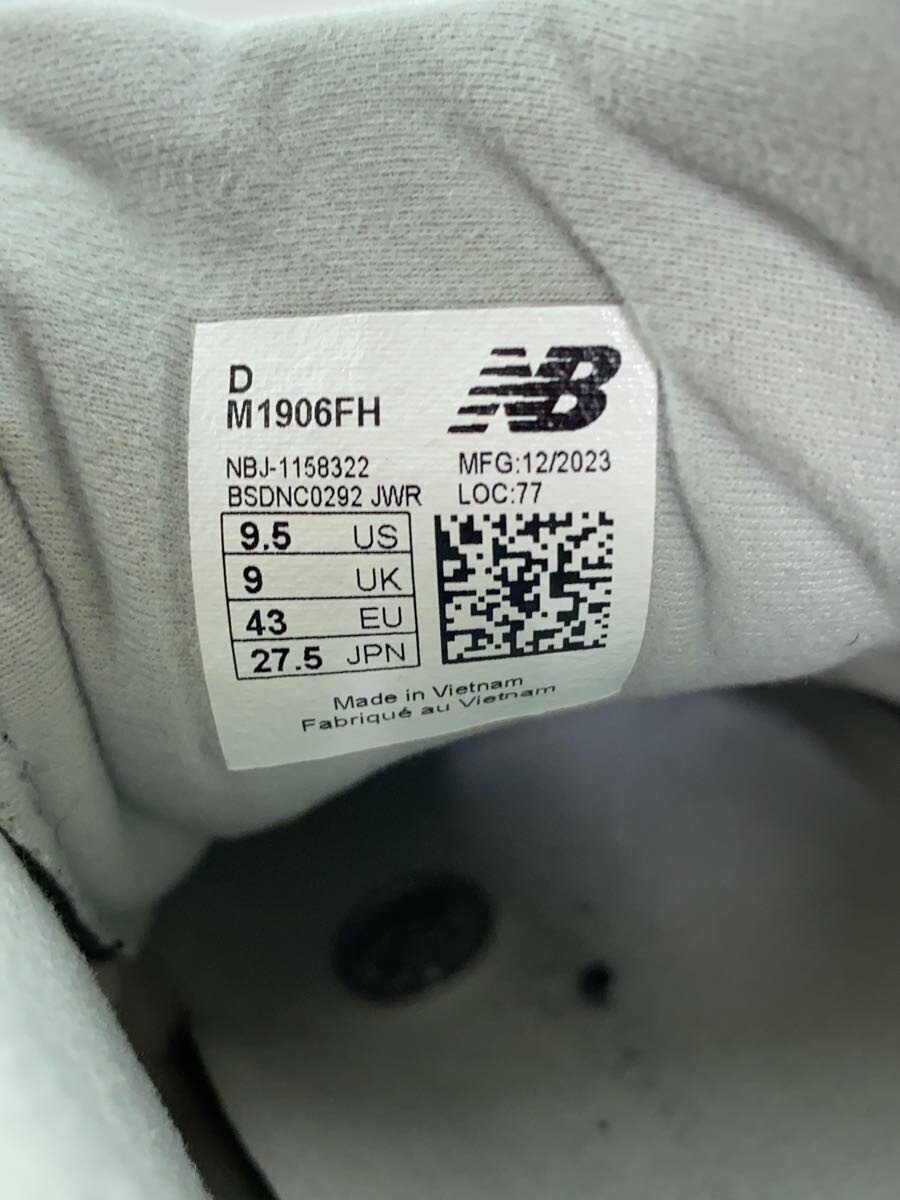 D
M1906FH
NB
NBJ-1158322
BSDNC0292 JWR
MFG:12/2023
LOC:77
9.5 US
9 UK
43 EU
27.5 JPN
Made in Vietnam
Fabriqué au Vietnam